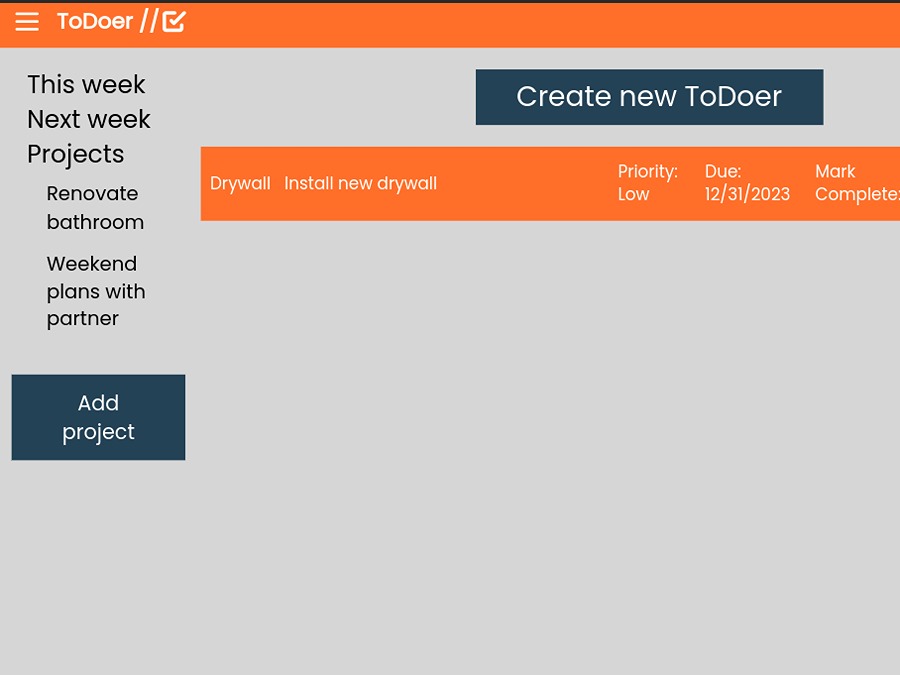 ToDoer //
This week
Next week
Projects
Renovate
bathroom
Weekend
plans with
partner
Add
project
Create new ToDoer
Drywall Install new drywall
Priority:
Low
Due:
12/31/2023
Mark
Complete: